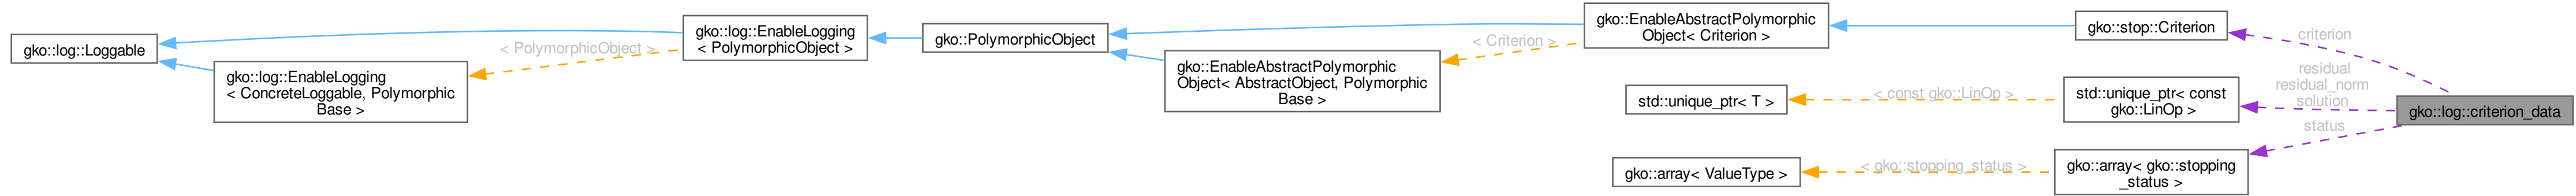 gko::log::Loggable
gko::log::EnableLogging
< ConcreteLoggable, Polymorphic
Base >
< PolymorphicObject >
gko::log::EnableLogging
< PolymorphicObject >
gko::PolymorphicObject
gko::EnableAbstractPolymorphic
Object< AbstractObject, Polymorphic
Base >
< Criterion >
gko::EnableAbstractPolymorphic
Object< Criterion >
gko::stop::Criterion
criterion
std::unique_ptr< T >
< const gko::LinOp >
std::unique_ptr< const
gko::LinOp >
residual
residual_norm
solution
gko::array< ValueType >
< gko::stopping_status >
gko::array< gko::stopping
_status >
status
gko::log::criterion_data